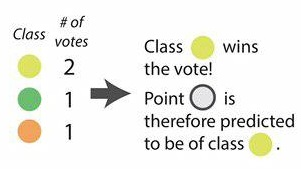 Class
# of
votes
2
1
1
Class wins
the vote!
Point is
therefore predicted
to be of class .